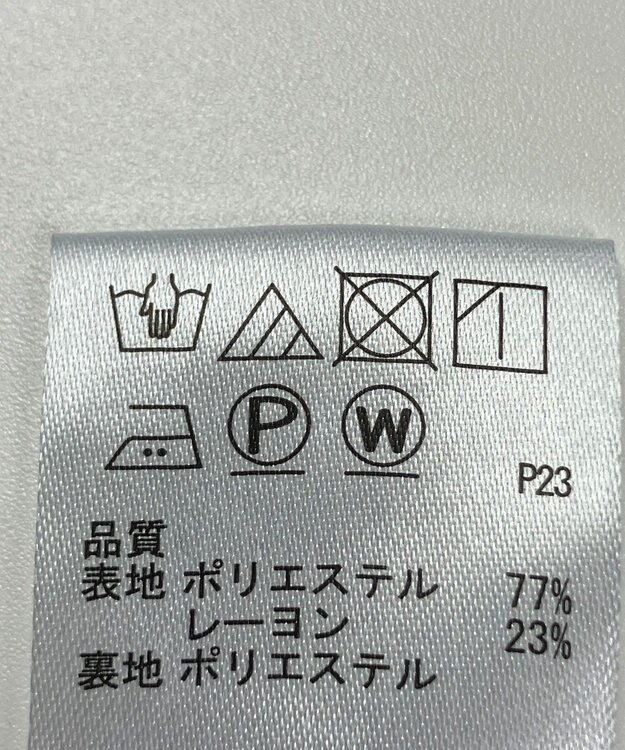 P W
P23
品質
表地 ポリエステル 77%
レーヨン 23%
裏地 ポリエステル